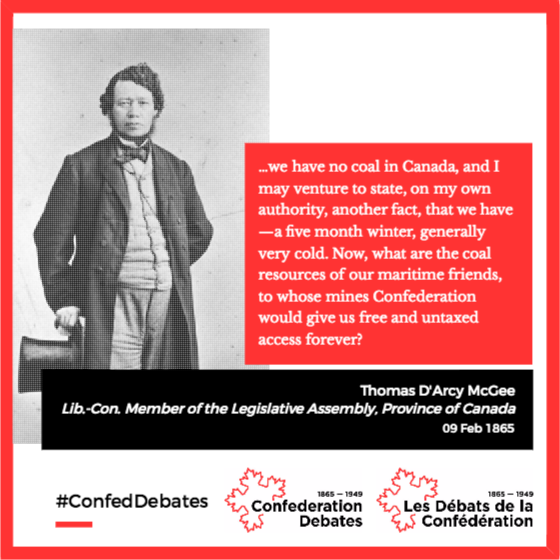 ...we have no coal in Canada, and I
may venture to state, on my own
authority, another fact, that we have
—a five month winter, generally
very cold. Now, what are the coal
resources of our maritime friends,
to whose mines Confederation
would give us free and untaxed
access forever?
Thomas D'Arcy McGee
Lib.-Con. Member of the Legislative Assembly, Province of Canada
09 Feb 1865
#ConfedDebates
1865 — 1949
Confederation
Debates
1865 — 1949
Les Débats de la
Confédération